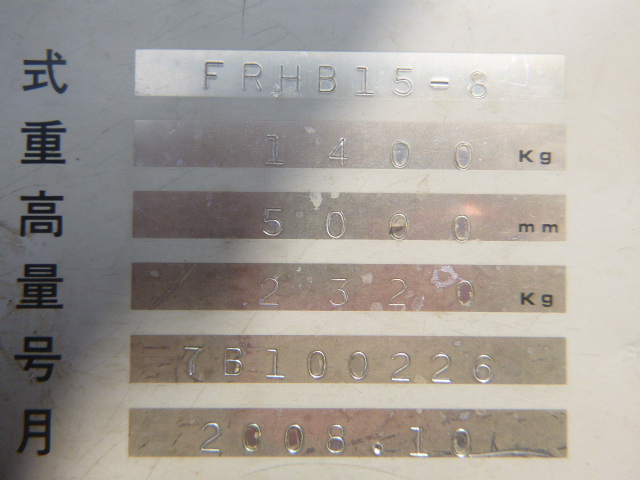 式 FRHB15-8
重 1400 Kg
高 5000 mm
量 2320 Kg
号 7B100226
月 2008.10